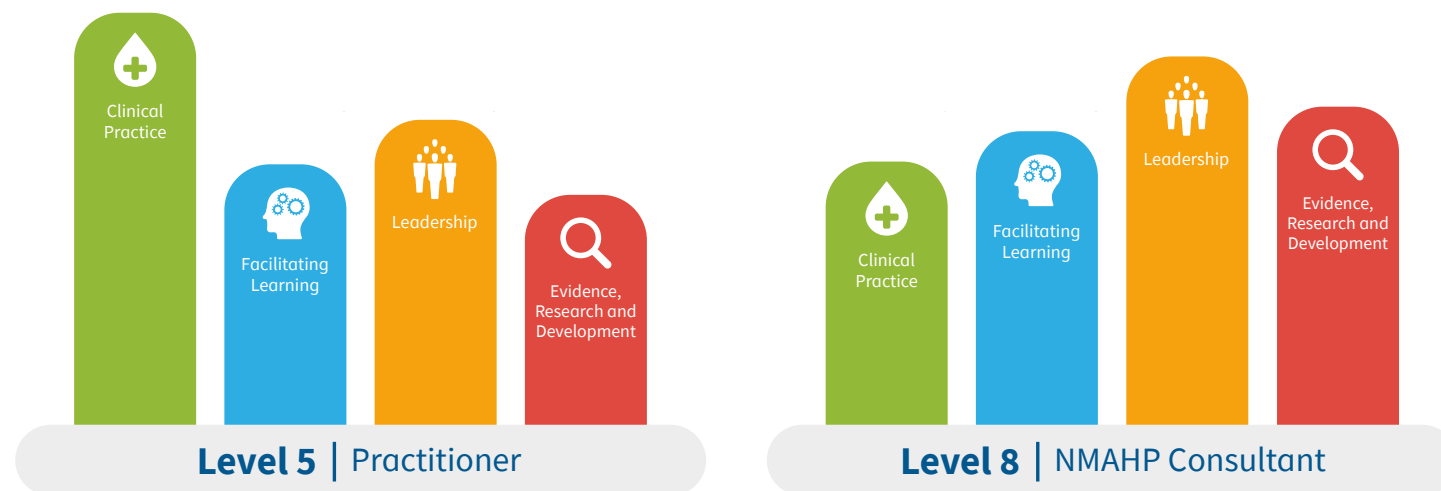 Clinical
Practice
Facilitating
Learning
Leadership
Evidence,
Research and
Development
Level 5 | Practitioner
Clinical
Practice
Facilitating
Learning
Leadership
Evidence,
Research and
Development
Level 8 | NMAHP Consultant